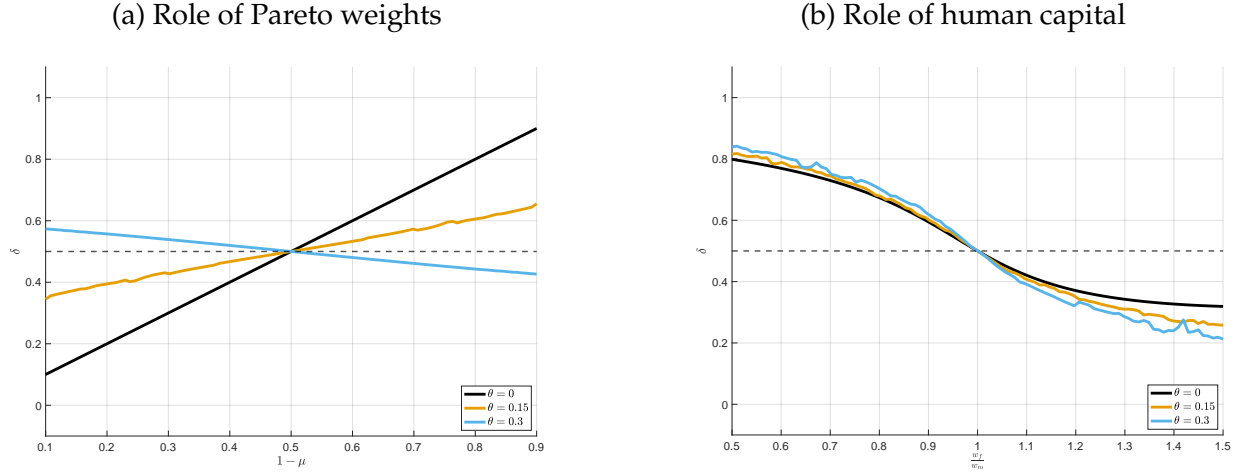 (a) Role of Pareto weights
1
0.8
0.6
0.4
0.2
0
δ
0.1 0.2 0.3 0.4 0.5 0.6 0.7 0.8 0.9
1 − μ
θ = 0
θ = 0.15
θ = 0.3
(b) Role of human capital
1
0.8
0.6
0.4
0.2
0
δ
0.5 0.6 0.7 0.8 0.9 1 1.1 1.2 1.3 1.4 1.5
w_f
w_m
θ = 0
θ = 0.15
θ = 0.3